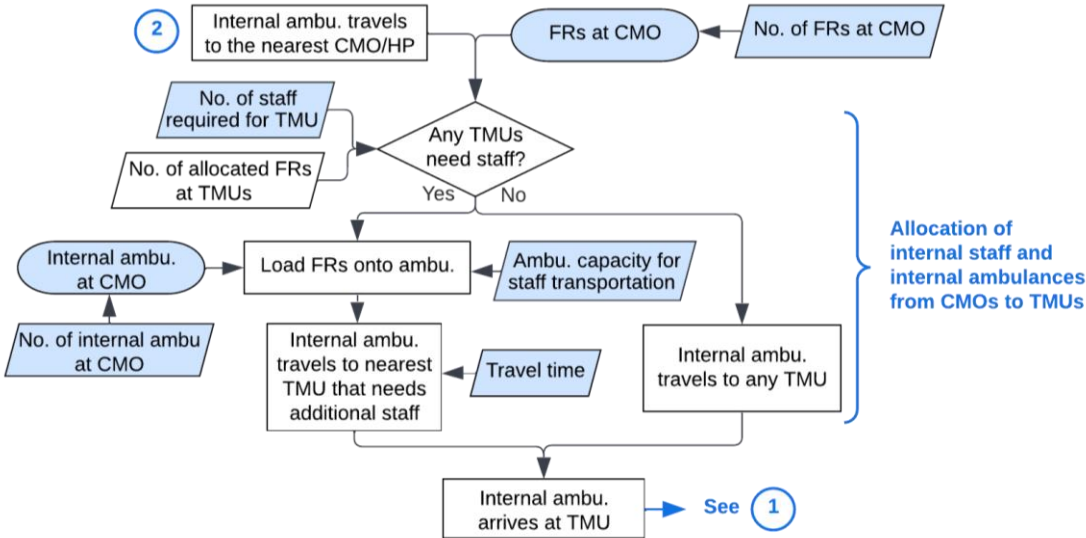 2
Internal ambu. travels
to the nearest CMO/HP
FRs at CMO
No. of FRs at CMO
No. of staff
required for TMU
No. of allocated FRs
at TMUs
Any TMUs
need staff?
Yes
No
Internal ambu.
at CMO
No. of internal ambu
at CMO
Load FRs onto ambu.
Ambu. capacity for
staff transportation
Internal ambu.
travels to nearest
TMU that needs
additional staff
Travel time
Internal ambu.
travels to any TMU
Allocation of
internal staff and
internal ambulances
from CMOs to TMUs
Internal ambu.
arrives at TMU
See 1